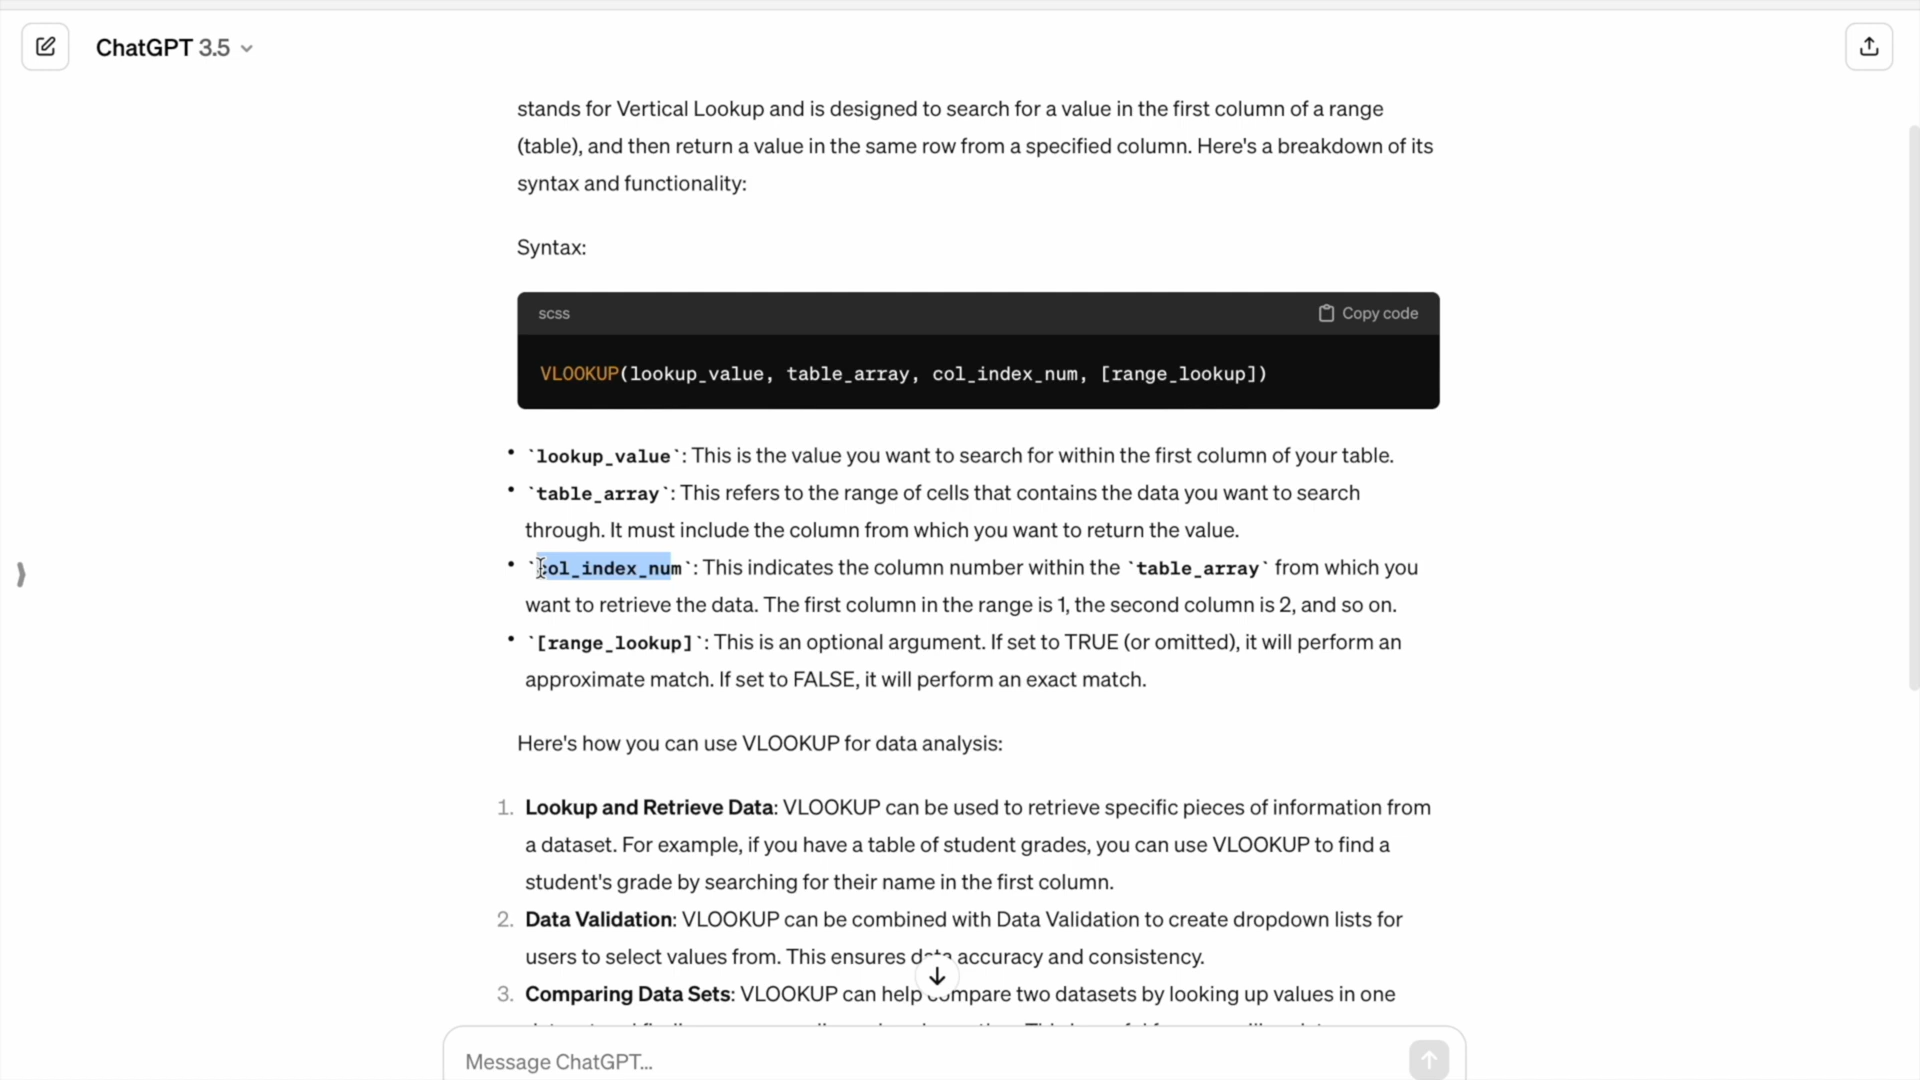 ChatGPT 3.5
stands for Vertical Lookup and is designed to search for a value in the first column of a range
(table), and then return a value in the same row from a specified column. Here's a breakdown of its
syntax and functionality:
Syntax:
scss
Copy code
VLOOKUP(lookup_value, table_array, col_index_num, [range_lookup])
• `lookup_value`: This is the value you want to search for within the first column of your table.
• `table_array`: This refers to the range of cells that contains the data you want to search
through. It must include the column from which you want to return the value.
• `col_index_num`: This indicates the column number within the `table_array` from which you
want to retrieve the data. The first column in the range is 1, the second column is 2, and so on.
• `[range_lookup]`: This is an optional argument. If set to TRUE (or omitted), it will perform an
approximate match. If set to FALSE, it will perform an exact match.
Here's how you can use VLOOKUP for data analysis:
1. Lookup and Retrieve Data: VLOOKUP can be used to retrieve specific pieces of information from
a dataset. For example, if you have a table of student grades, you can use VLOOKUP to find a
student's grade by searching for their name in the first column.
2. Data Validation: VLOOKUP can be combined with Data Validation to create dropdown lists for
users to select values from. This ensures data accuracy and consistency.
3. Comparing Data Sets: VLOOKUP can help compare two datasets by looking up values in one
Message ChatGPT...